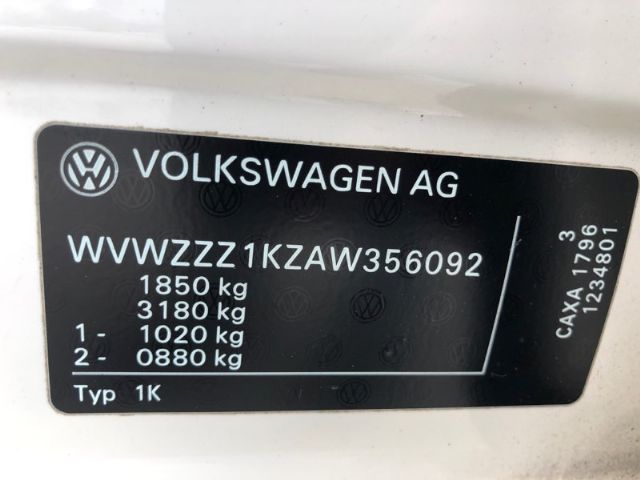 VOLKSWAGEN AG
WVWZZZ1KZAW356092
1850 kg
3180 kg
1 - 1020 kg
2 - 0880 kg
Typ 1K
3
CAXA 1796
1234801